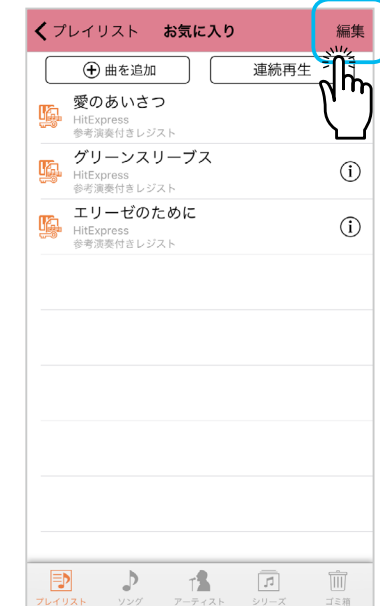 プレイリスト お気に入り 編集
曲を追加 連続再生
愛のあいさつ
HitExpress
参考演奏付きレジスト
グリーンスリーブス
HitExpress
参考演奏付きレジスト
エリーゼのために
HitExpress
参考演奏付きレジスト
プレイリスト ソング アーティスト シリーズ ゴミ箱